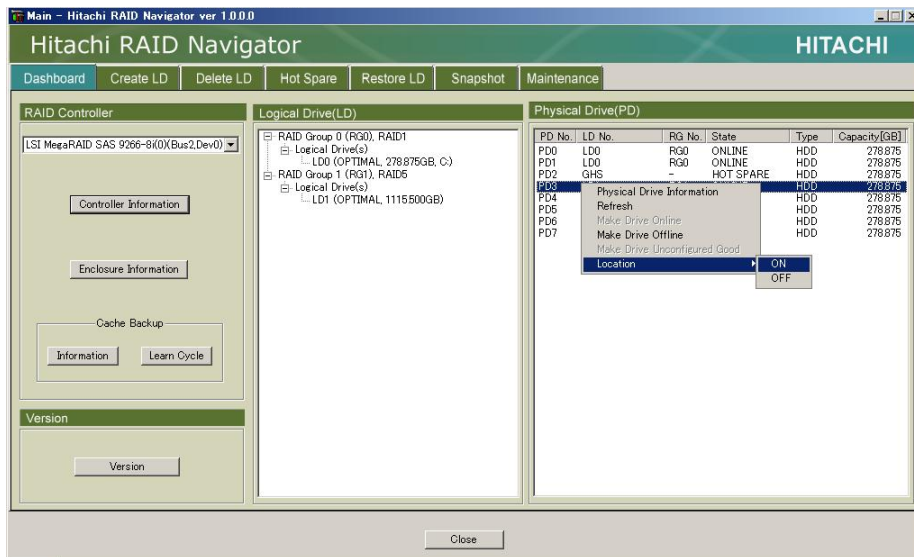 Main - Hitachi RAID Navigator ver 1.0.0.0
Hitachi RAID Navigator
HITACHI
Dashboard Create LD Delete LD Hot Spare Restore LD Snapshot Maintenance
RAID Controller
LSI MegaRAID SAS 9266-8i(0)(Bus2,Dev0)
Controller Information
Enclosure Information
Cache Backup
Information Learn Cycle
Version
Version
Logical Drive(LD)
RAID Group 0 (RG0), RAID1
Logical Drive(s)
LD0 (OPTIMAL, 278.875GB, C:)
RAID Group 1 (RG1), RAID5
Logical Drive(s)
LD1 (OPTIMAL, 1115.500GB)
Physical Drive(PD)
PD No. LD No. RG No. State Type Capacity[GB]
PD0 LD0 RG0 ONLINE HDD 278.875
PD1 LD0 RG0 ONLINE HDD 278.875
PD2 GHS - HOT SPARE HDD 278.875
PD3 HDD 278.875
PD4 HDD 278.875
PD5 HDD 278.875
PD6 HDD 278.875
PD7 HDD 278.875
Physical Drive Information
Refresh
Make Drive Online
Make Drive Offline
Make Drive Unconfigured Good
Location
ON
OFF
Close